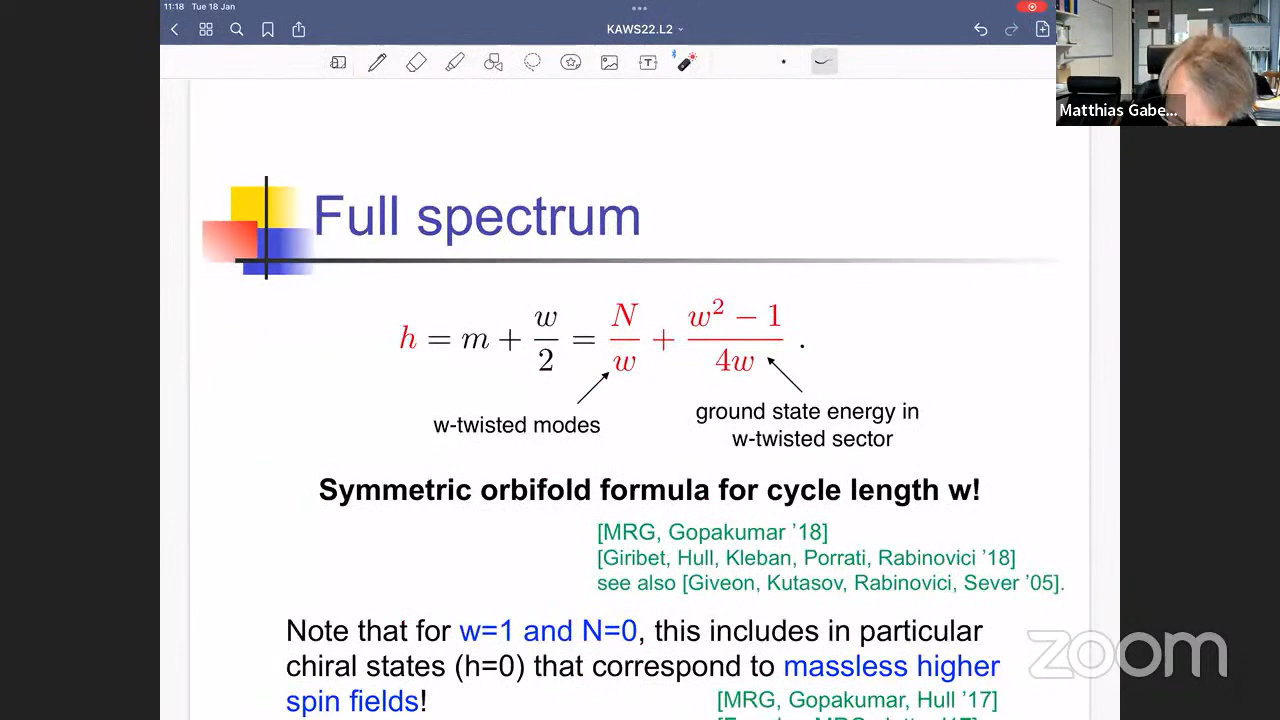 11:18 Tue 18 Jan
KAWS22.L2
Matthias Gabe...
Full spectrum
h = m + w/2 = N/w + (w² − 1)/4w .
w-twisted modes
ground state energy in
w-twisted sector
Symmetric orbifold formula for cycle length w!
[MRG, Gopakumar ’18]
[Giribet, Hull, Kleban, Porrati, Rabinovici ’18]
see also [Giveon, Kutasov, Rabinovici, Sever ’05].
Note that for w=1 and N=0, this includes in particular
chiral states (h=0) that correspond to massless higher
spin fields!
[MRG, Gopakumar, Hull ’17]
zoom